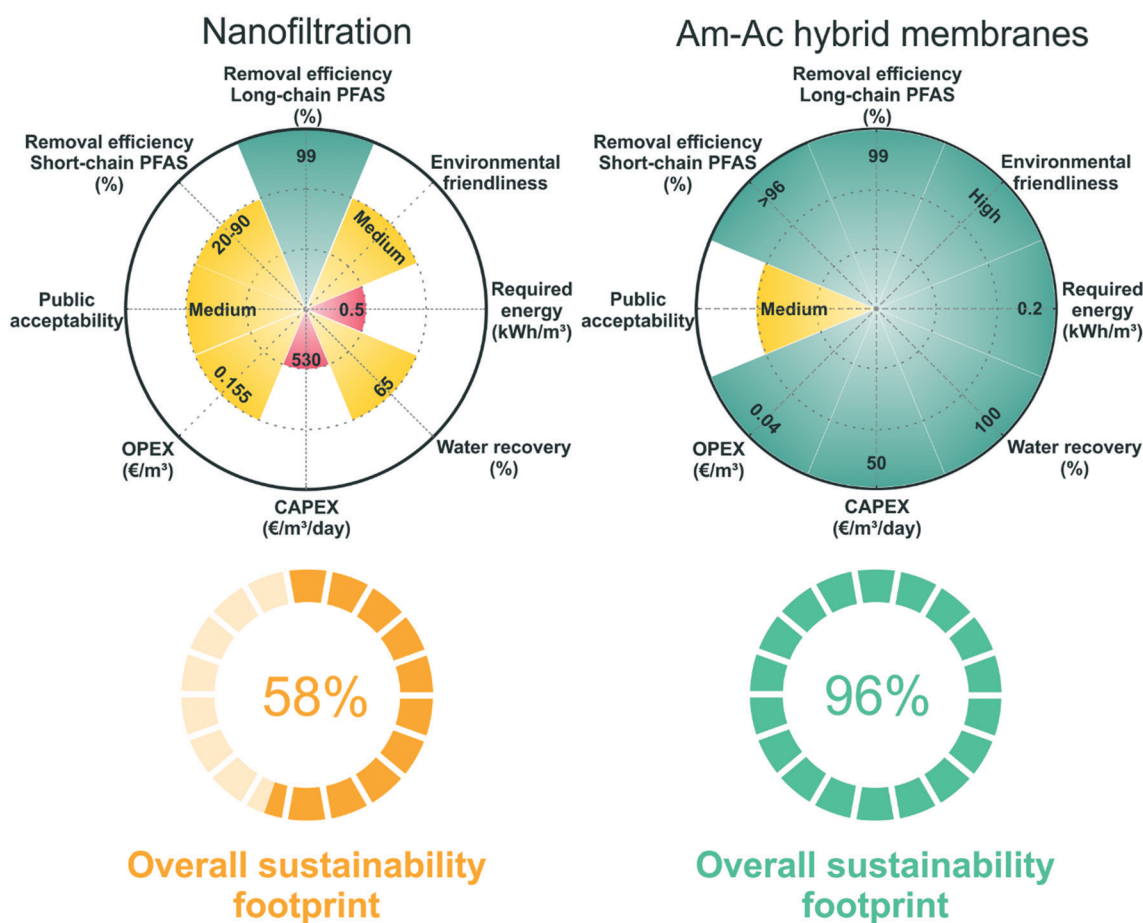 Nanofiltration
Removal efficiency
Long-chain PFAS
(%)
Removal efficiency
Short-chain PFAS
(%)
Environmental
friendliness
99
20-90
Medium
Public
acceptability
Medium
0.5
Required
energy
(kWh/m³)
530
0.155
65
OPEX
(€/m³)
Water recovery
(%)
CAPEX
(€/m³/day)
58%
Overall sustainability
footprint
Am-Ac hybrid membranes
Removal efficiency
Long-chain PFAS
(%)
Removal efficiency
Short-chain PFAS
(%)
Environmental
friendliness
99
>96
High
Public
acceptability
Medium
0.2
Required
energy
(kWh/m³)
0.04
50
100
OPEX
(€/m³)
Water recovery
(%)
CAPEX
(€/m³/day)
96%
Overall sustainability
footprint